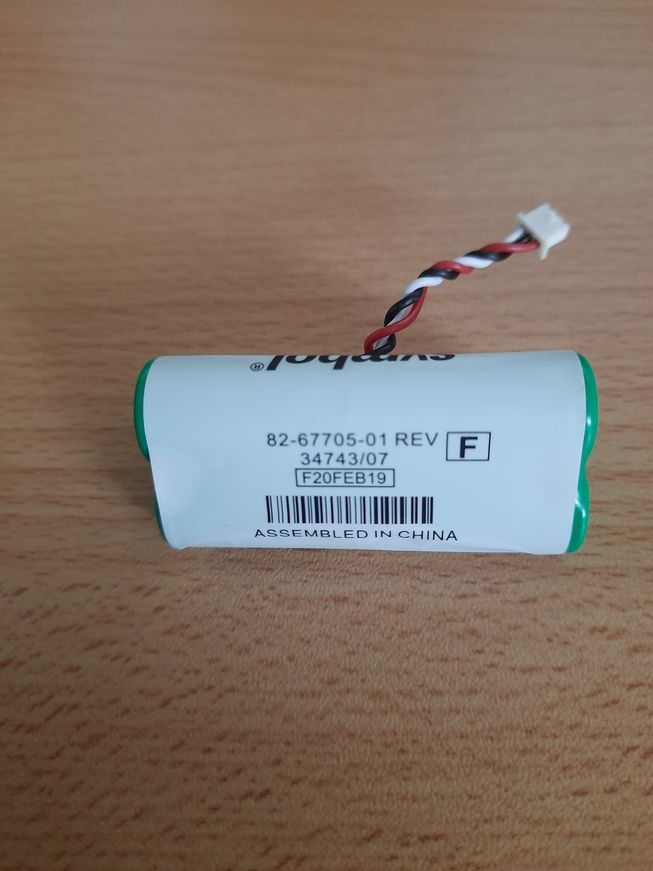 symbol®
82-67705-01 REV F
34743/07
F20FEB19
ASSEMBLED IN CHINA